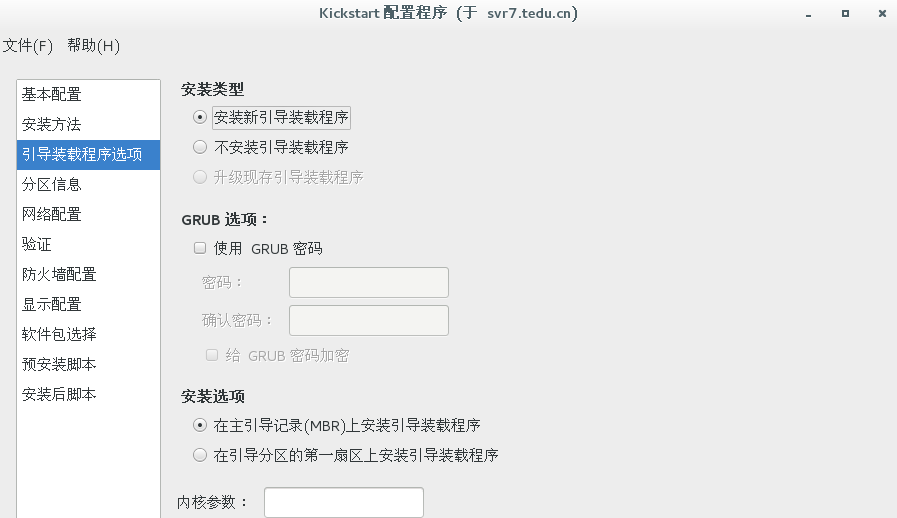 Kickstart 配置程序 (于 svr7.tedu.cn)
文件(F) 帮助(H)
基本配置
安装方法
引导装载程序选项
分区信息
网络配置
验证
防火墙配置
显示配置
软件包选择
预安装脚本
安装后脚本
安装类型
安装新引导装载程序
不安装引导装载程序
升级现存引导装载程序
GRUB 选项：
使用 GRUB 密码
密码：
确认密码：
给 GRUB 密码加密
安装选项
在主引导记录(MBR)上安装引导装载程序
在引导分区的第一扇区上安装引导装载程序
内核参数：